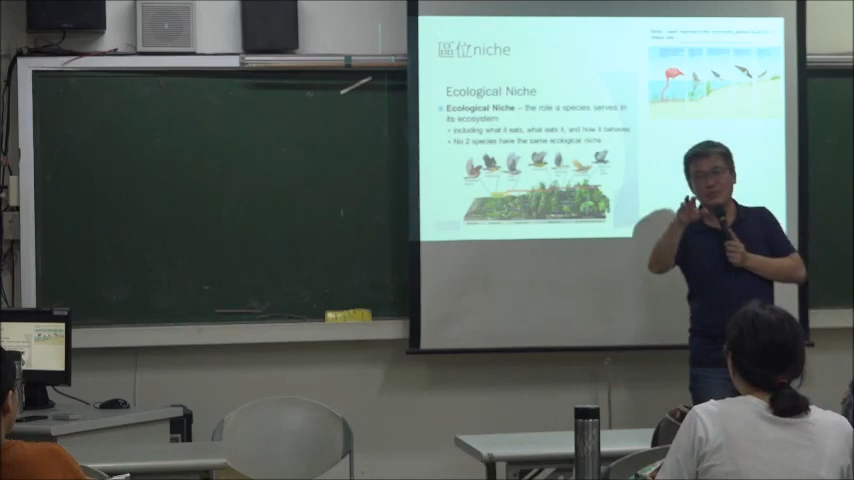 區位niche
Ecological Niche
Ecological Niche – the role a species serves in
its ecosystem
including what it eats, what eats it, and how it behaves
No 2 species have the same ecological niche